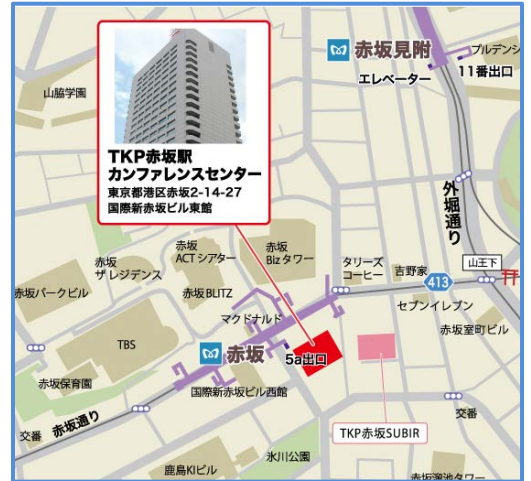 赤坂見附
プルデンシ
エレベーター
11番出口
山脇学園
TKP赤坂駅
カンファレンスセンター
東京都港区赤坂2-14-27
国際新赤坂ビル東館
外堀通り
赤坂
ACTシアター
赤坂
Bizタワー
タリーズ
コーヒー
吉野家
山王下
赤坂
ザ レジデンス
413
赤坂パークビル
赤坂BLITZ
セブンイレブン
マクドナルド
赤坂室町ビル
TBS
赤坂
5a出口
赤坂保育園
国際新赤坂ビル西館
赤坂通り
交番
交番
TKP赤坂SUBIR
氷川公園
鹿島KIビル
赤坂溜池タワー